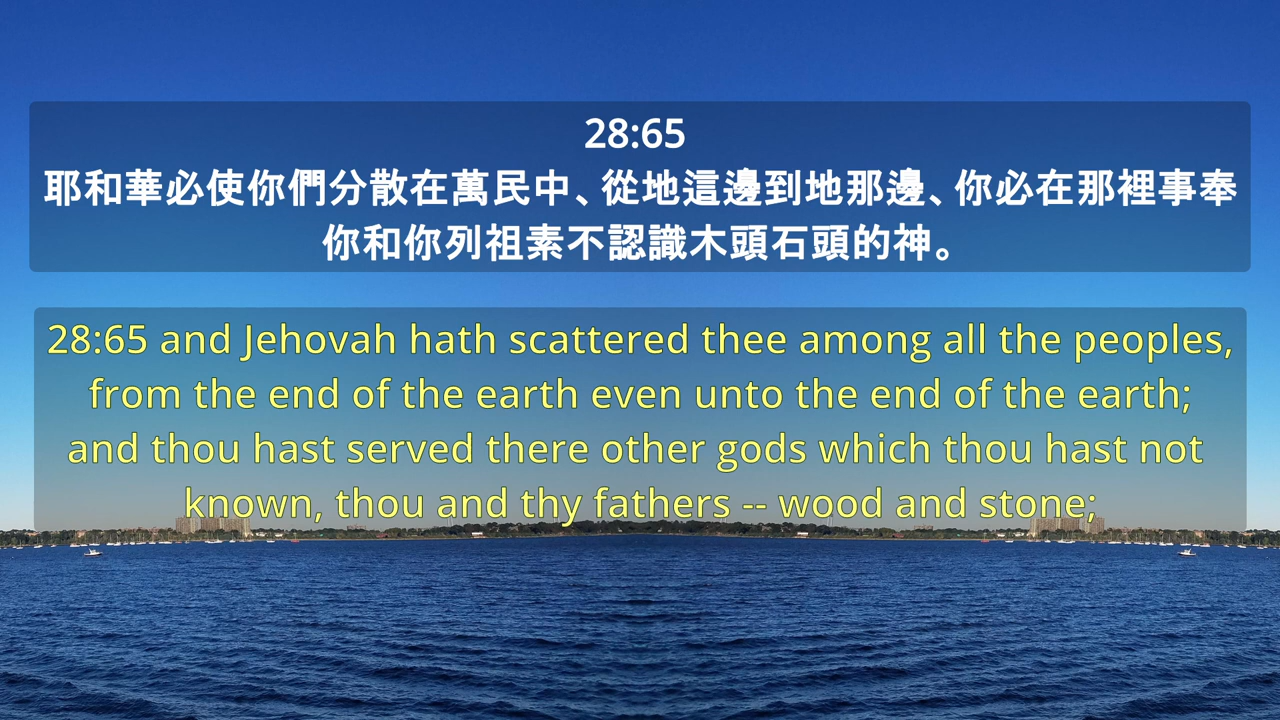 28:65
耶和華必使你們分散在萬民中、從地這邊到地那邊、你必在那裡事奉
你和你列祖素不認識木頭石頭的神。
28:65 and Jehovah hath scattered thee among all the peoples,
from the end of the earth even unto the end of the earth;
and thou hast served there other gods which thou hast not
known, thou and thy fathers -- wood and stone;